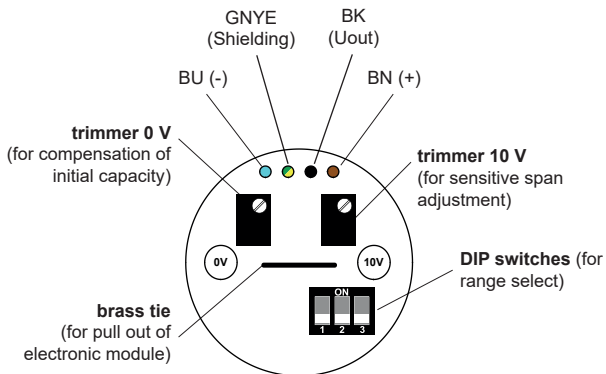 GNYE
(Shielding)
BK
(Uout)
BU (-)
BN (+)
trimmer 0 V
(for compensation of
initial capacity)
trimmer 10 V
(for sensitive span
adjustment)
0V
10V
DIP switches (for
range select)
ON
1 2 3
brass tie
(for pull out of
electronic module)